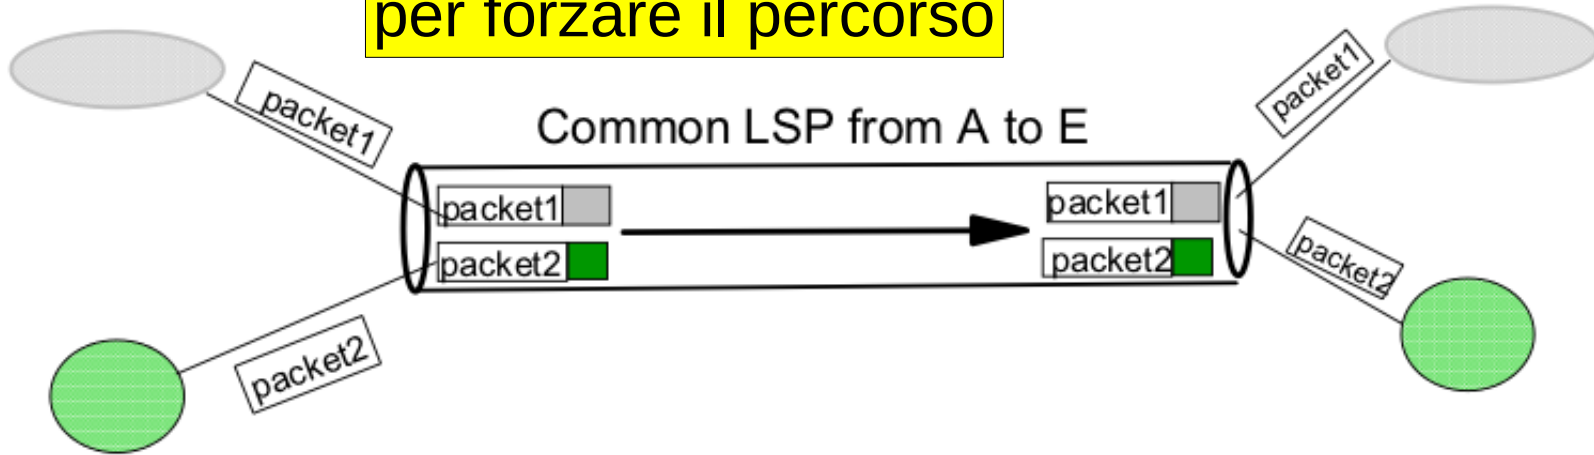 per forzare il percorso
packet1
packet1
Common LSP from A to E
packet1
packet1
packet2
packet2
packet2
packet2